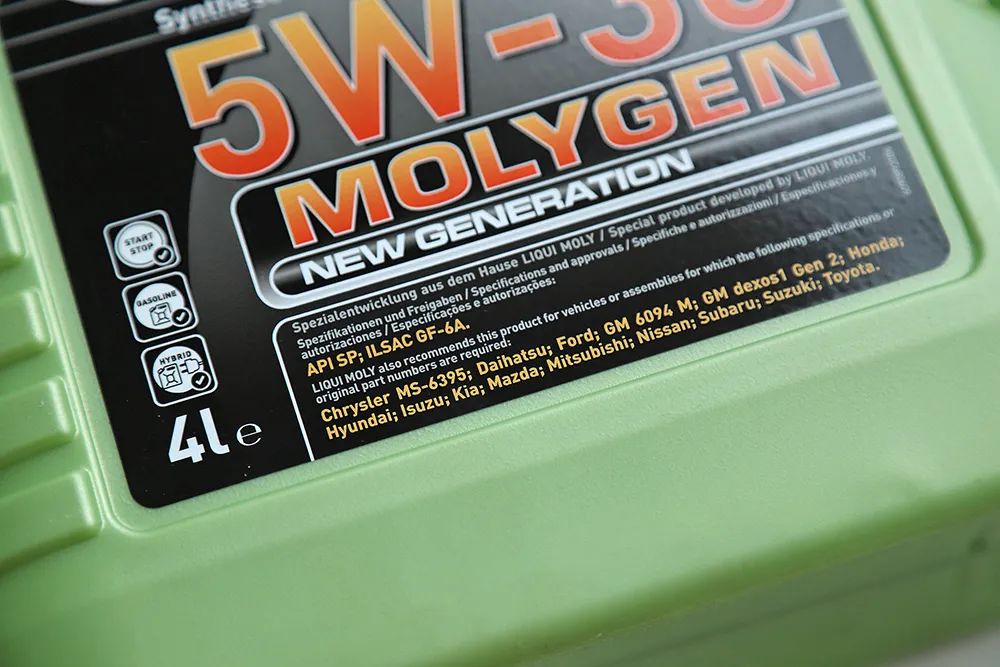 5W-30
MOLYGEN
NEW GENERATION
Spezialentwicklung aus dem Hause LIQUI MOLY / Special product developed by LIQUI MOLY.
Spezifikationen und Freigaben / Specifications and approvals / Specifiche e autorizzazioni / Especificaciones y
autorizaciones / Especificações e autorizações:
API SP; ILSAC GF-6A.
LIQUI MOLY also recommends this product for vehicles or assemblies for which the following specifications or
original part numbers are required:
Chrysler MS-6395; Daihatsu; Ford; GM 6094 M; GM dexos1 Gen 2; Honda;
Hyundai; Isuzu; Kia; Mazda; Mitsubishi; Nissan; Subaru; Suzuki; Toyota.
START
STOP
GASOLINE
HYBRID
4l e